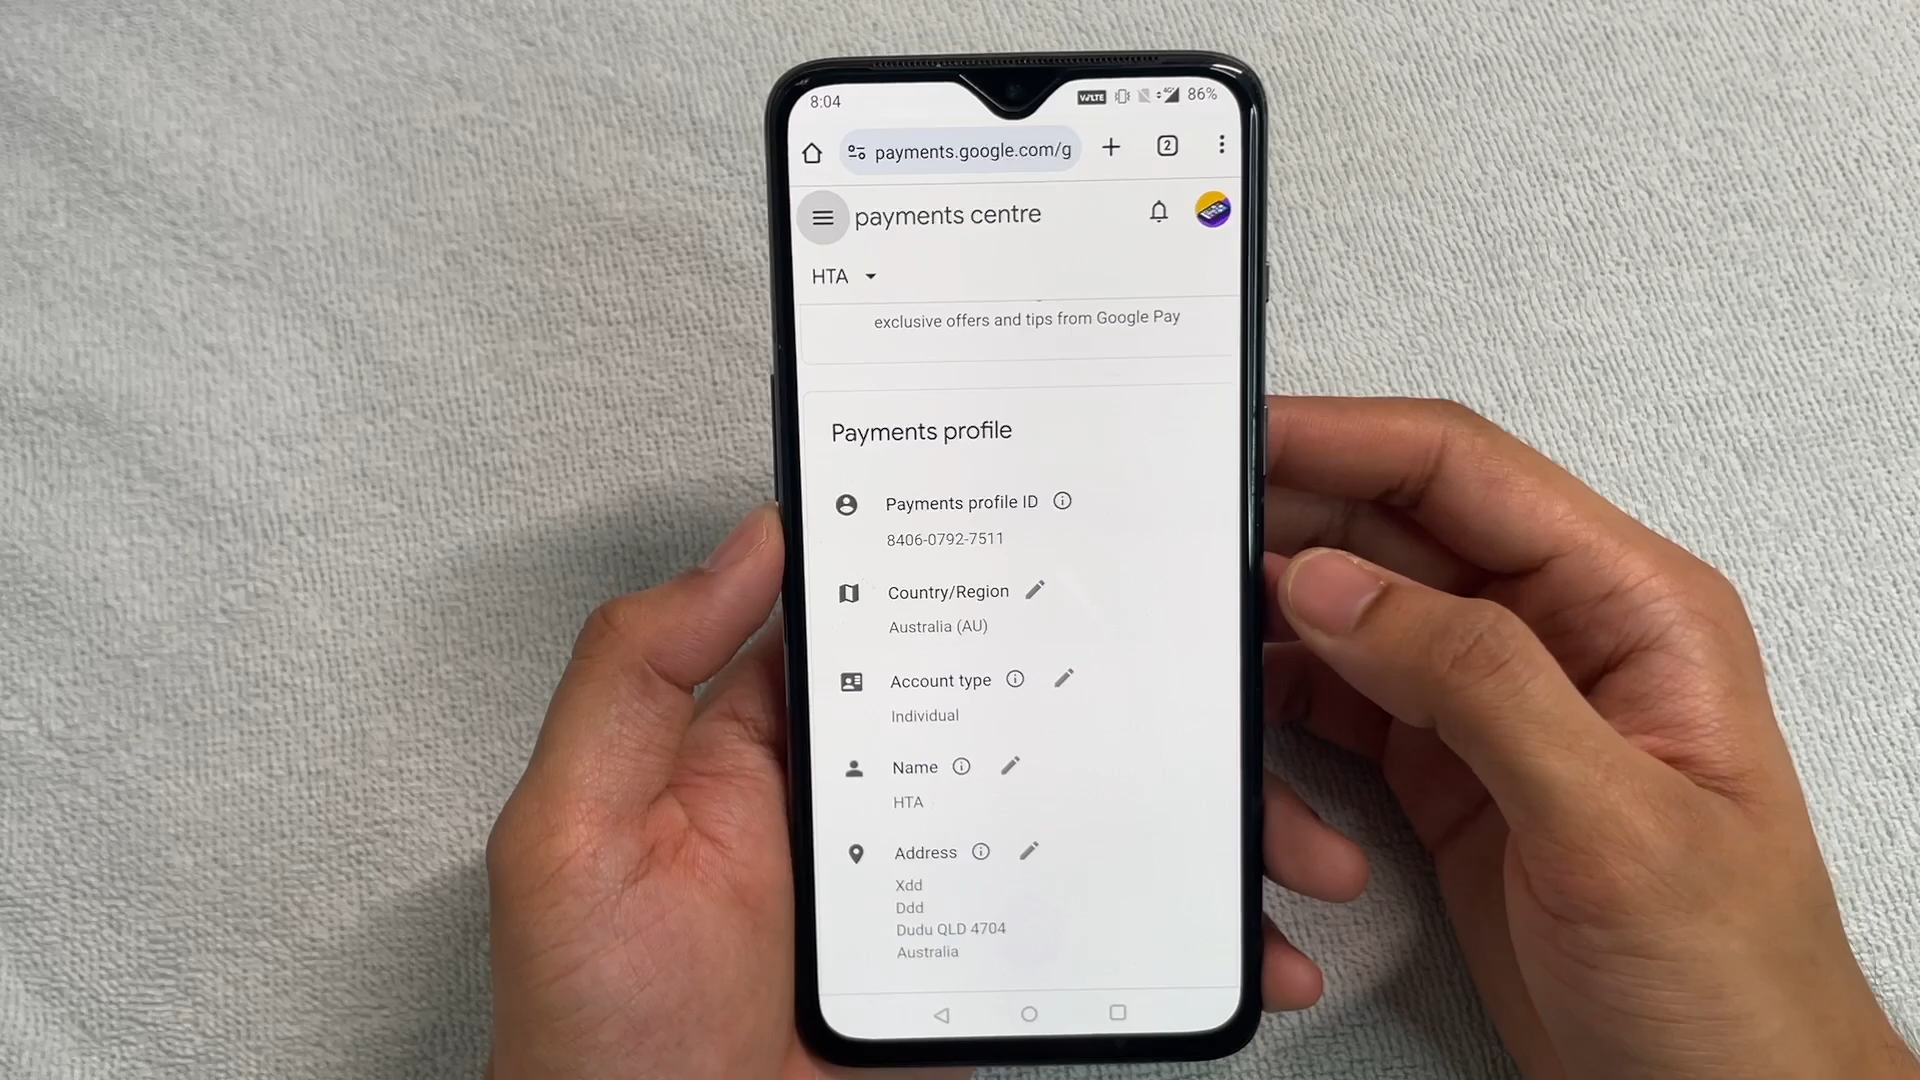 8:04
VoLTE
4G+
86%
payments.google.com/g
2
payments centre
HTA
exclusive offers and tips from Google Pay
Payments profile
Payments profile ID
8406-0792-7511
Country/Region
Australia (AU)
Account type
Individual
Name
HTA
Address
Xdd
Ddd
Dudu QLD 4704
Australia